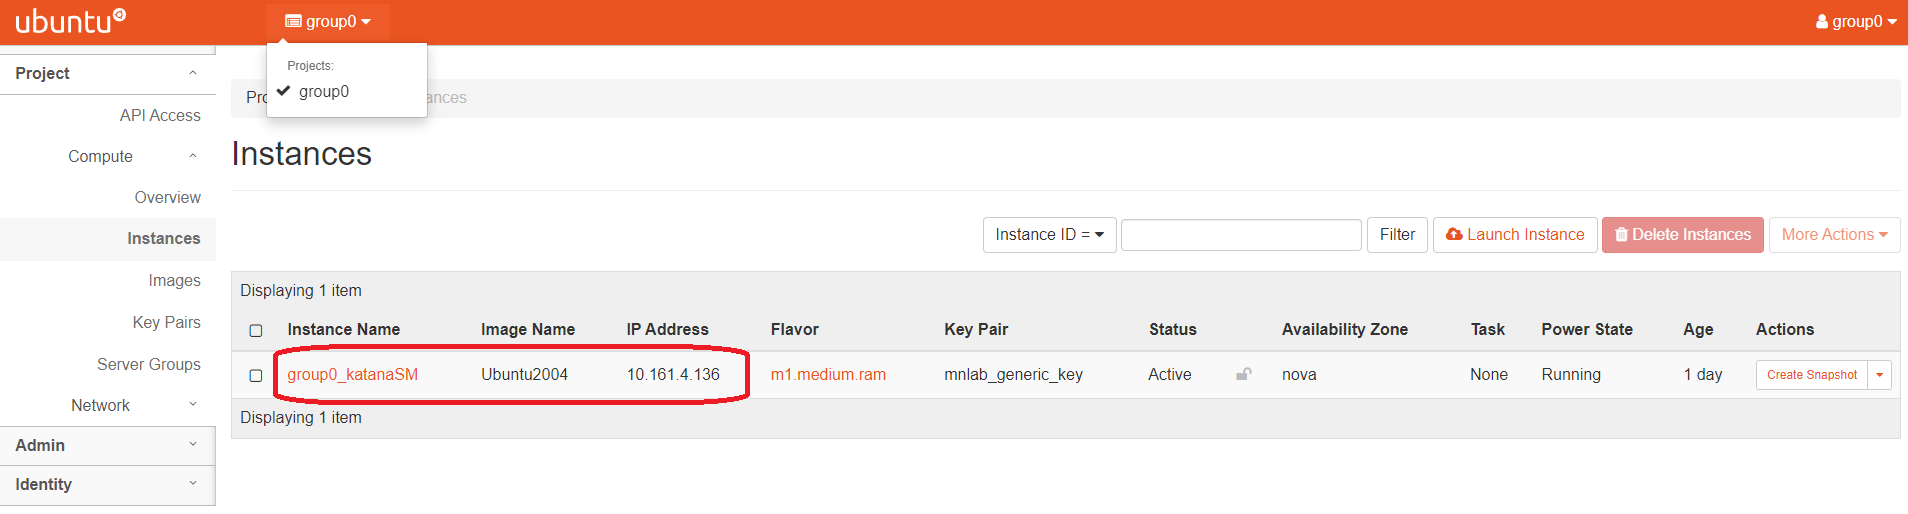 ubuntu group0 group0
Projects:
group0
Project
API Access
Compute
Overview
Instances
Images
Key Pairs
Server Groups
Network
Admin
Identity
Pro ances
Instances
Instance ID = Filter Launch Instance Delete Instances More Actions
Displaying 1 item
Instance Name Image Name IP Address Flavor Key Pair Status Availability Zone Task Power State Age Actions
group0_katanaSM Ubuntu2004 10.161.4.136 m1.medium.ram mnlab_generic_key Active nova None Running 1 day Create Snapshot
Displaying 1 item